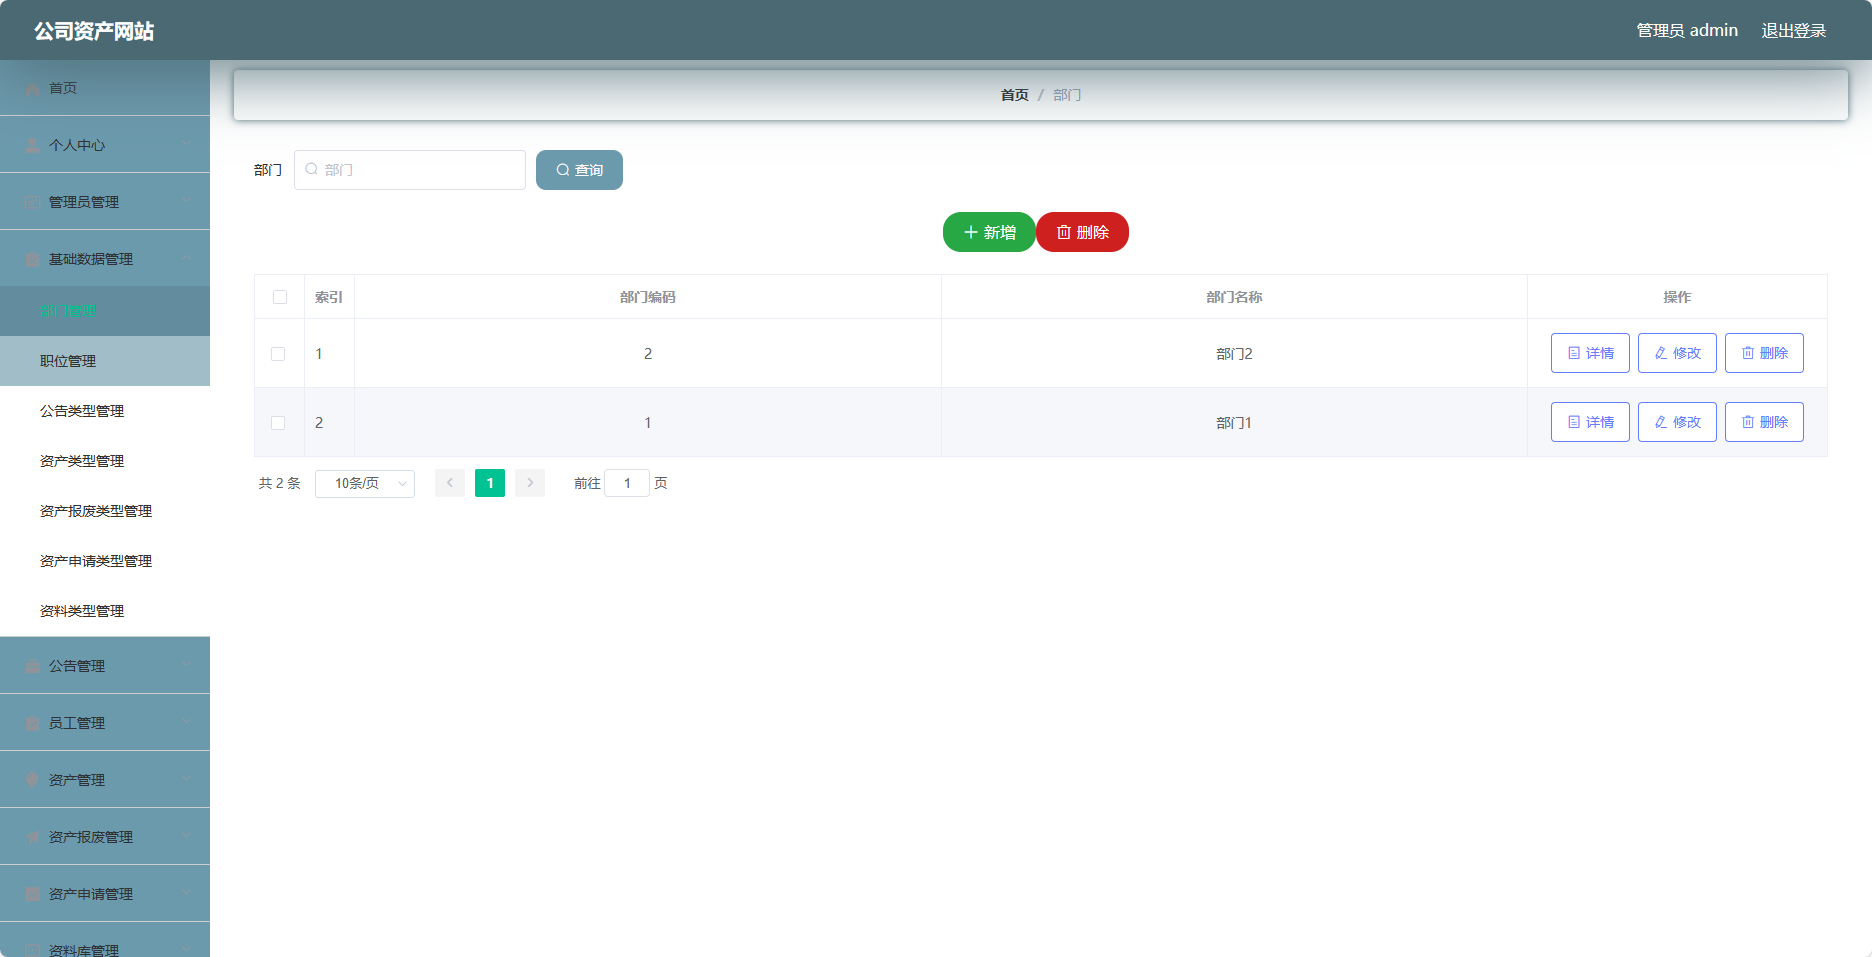 公司资产网站
管理员 admin 退出登录
首页
个人中心
管理员管理
基础数据管理
部门管理
职位管理
公告类型管理
资产类型管理
资产报废类型管理
资产申请类型管理
资料类型管理
公告管理
员工管理
资产管理
资产报废管理
资产申请管理
资料库管理
首页 / 部门
部门 部门 查询
新增 删除
索引 部门编码 部门名称 操作
1 2 部门2 详情 修改 删除
2 1 部门1 详情 修改 删除
共 2 条 10条/页 1 前往 1 页